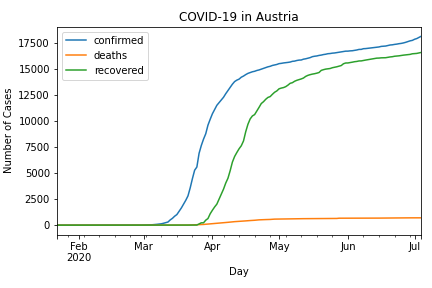 COVID-19 in Austria
17500
15000
12500
10000
7500
5000
2500
0
Number of Cases
confirmed
deaths
recovered
Feb
2020
Mar
Apr
May
Jun
Jul
Day